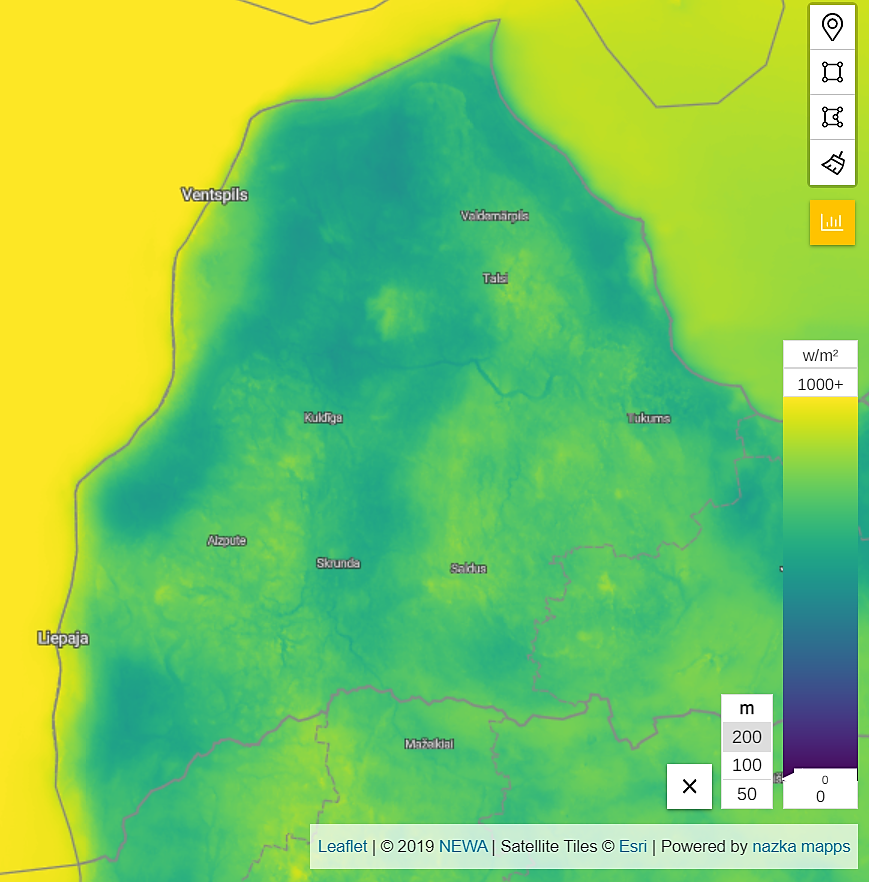 Ventspils
Valdemārpils
Talsi
w/m²
1000+
Kuldīga
Tukums
Aizpute
Skrunda
Saldus
Liepaja
m
200
100
50
Mažeikiai
0
0
Leaflet | © 2019 NEWA | Satellite Tiles © Esri | Powered by nazka mapps